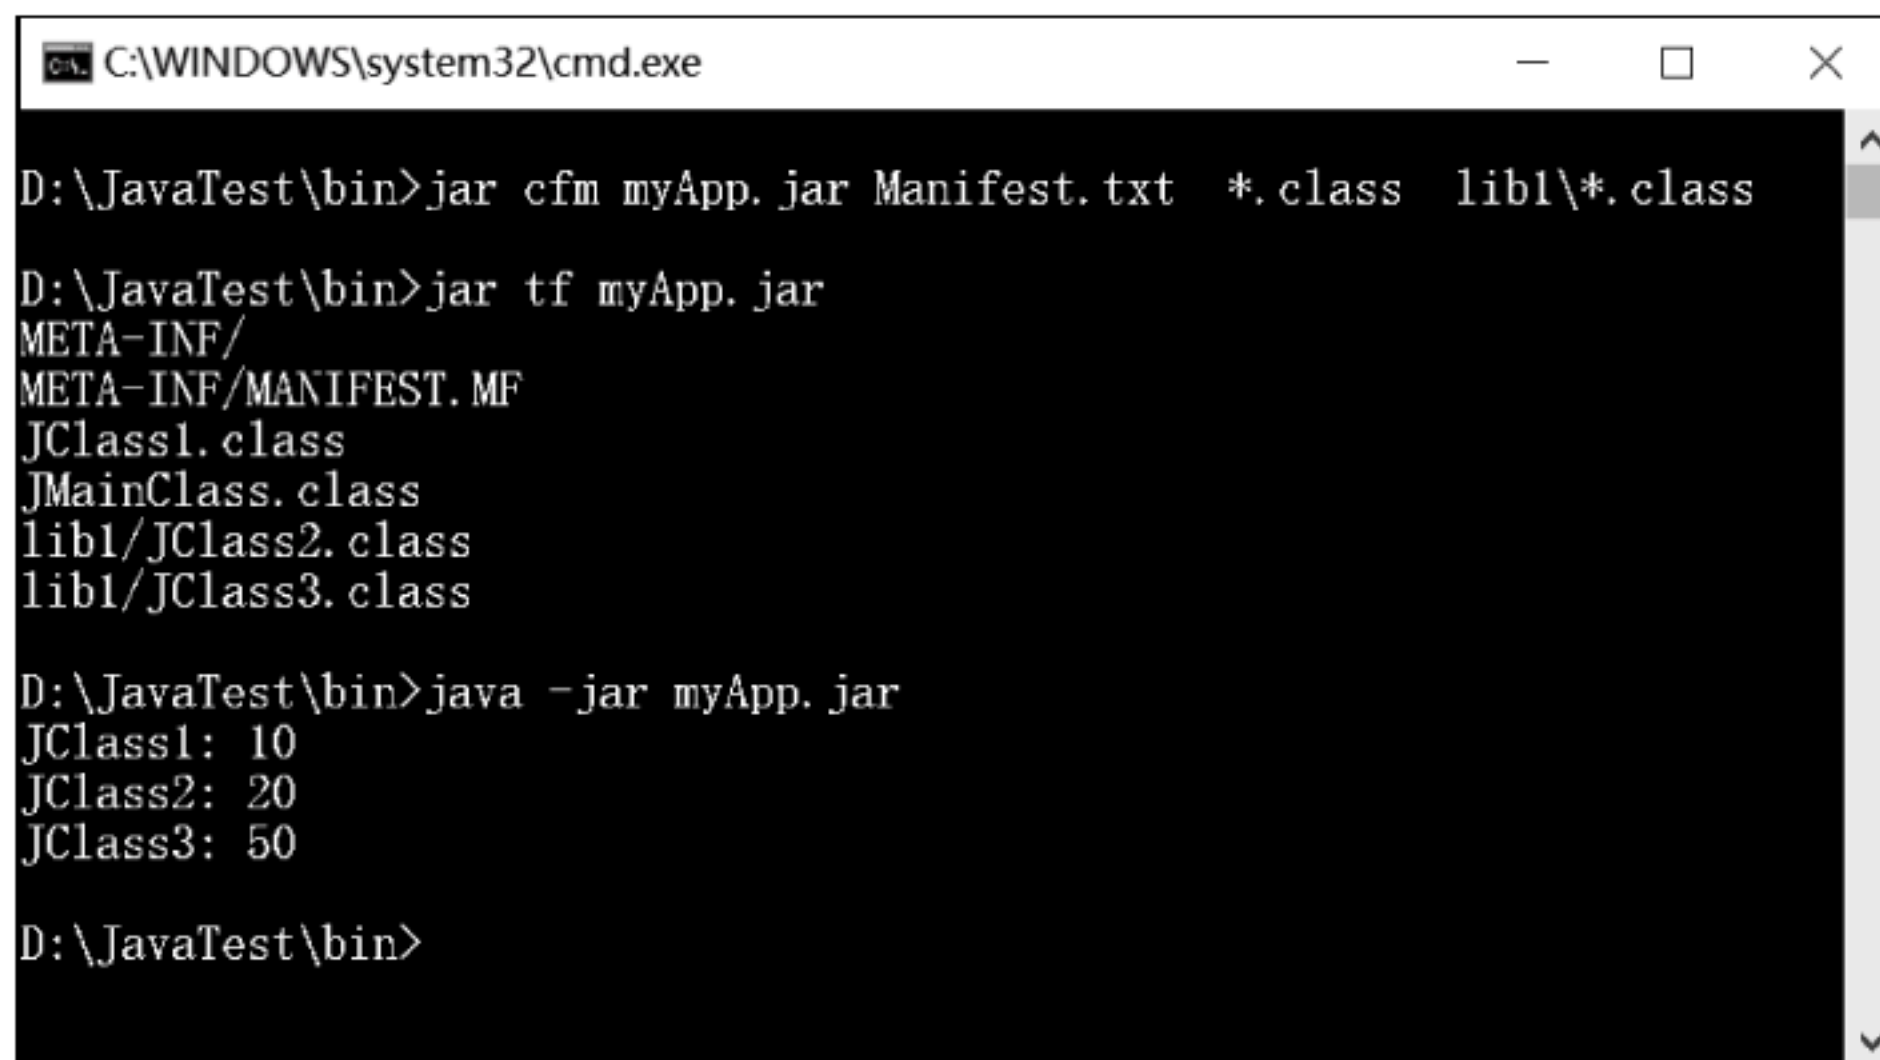 C:\WINDOWS\system32\cmd.exe
D:\JavaTest\bin>jar cfm myApp.jar Manifest.txt  *.class  lib1\*.class
D:\JavaTest\bin>jar tf myApp.jar
META-INF/
META-INF/MANIFEST.MF
JClass1.class
JMainClass.class
lib1/JClass2.class
lib1/JClass3.class
D:\JavaTest\bin>java -jar myApp.jar
JClass1: 10
JClass2: 20
JClass3: 50
D:\JavaTest\bin>